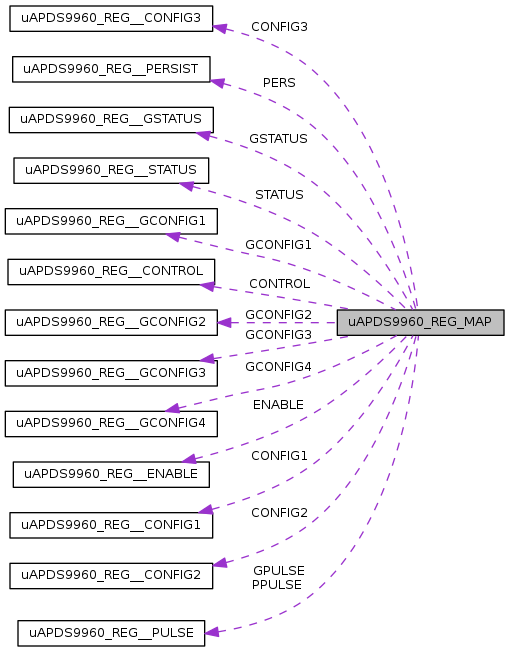 uAPDS9960_REG__CONFIG3
CONFIG3
uAPDS9960_REG__PERSIST
PERS
uAPDS9960_REG__GSTATUS
GSTATUS
uAPDS9960_REG__STATUS
STATUS
uAPDS9960_REG__GCONFIG1
GCONFIG1
uAPDS9960_REG__CONTROL
CONTROL
uAPDS9960_REG__GCONFIG2
GCONFIG2
uAPDS9960_REG_MAP
GCONFIG3
uAPDS9960_REG__GCONFIG3
GCONFIG4
uAPDS9960_REG__GCONFIG4
ENABLE
uAPDS9960_REG__ENABLE
CONFIG1
uAPDS9960_REG__CONFIG1
CONFIG2
uAPDS9960_REG__CONFIG2
GPULSE
PPULSE
uAPDS9960_REG__PULSE